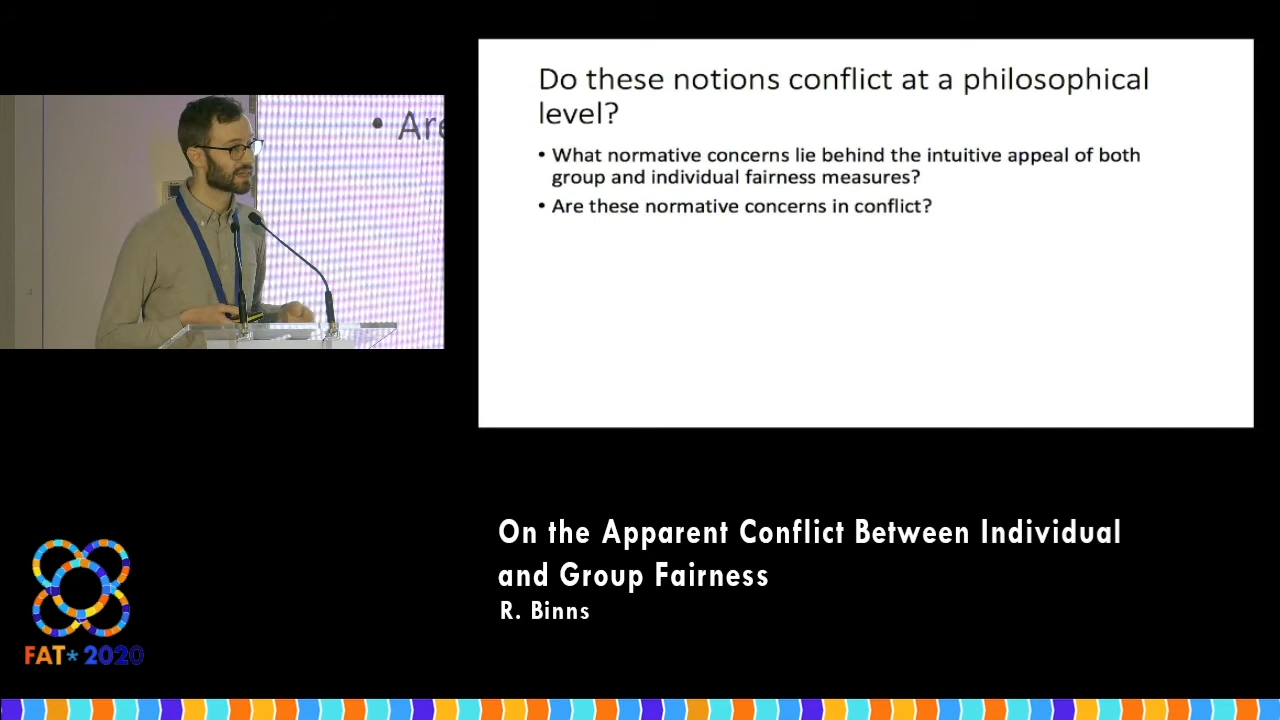 • Are
Do these notions conflict at a philosophical
level?
• What normative concerns lie behind the intuitive appeal of both
group and individual fairness measures?
• Are these normative concerns in conflict?
On the Apparent Conflict Between Individual
and Group Fairness
R. Binns
FAT* 2020